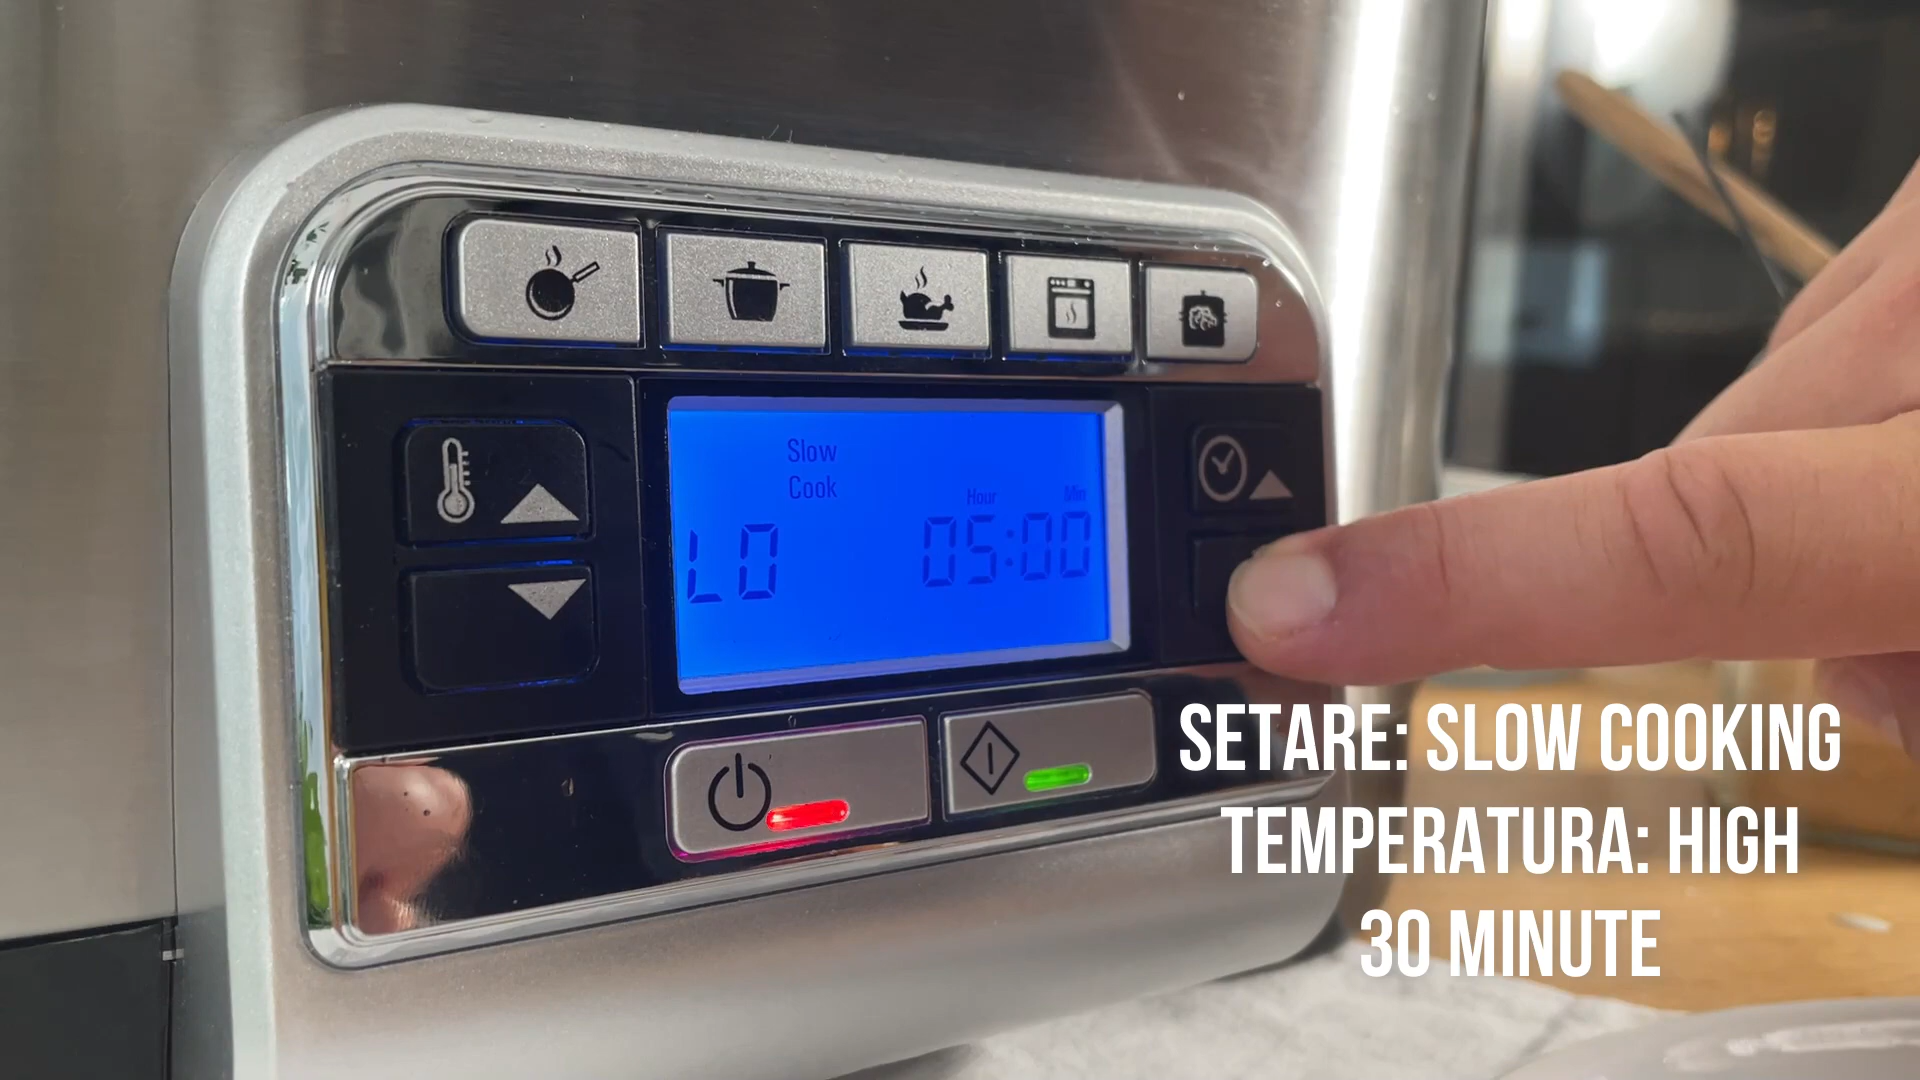 Slow
Cook
Hour Min
LO 05:00
SETARE: SLOW COOKING
TEMPERATURA: HIGH
30 MINUTE